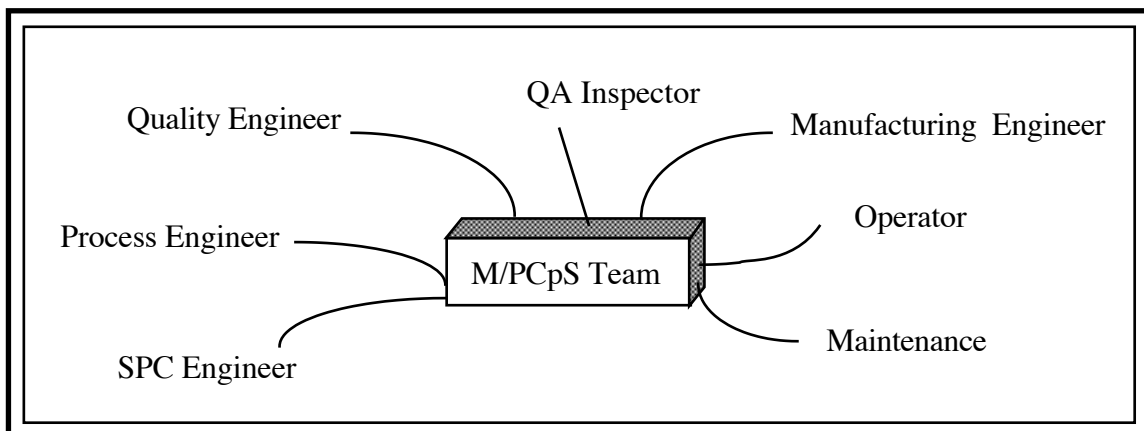 QA Inspector
Quality Engineer
Manufacturing Engineer
Operator
Process Engineer
M/PCpS Team
Maintenance
SPC Engineer